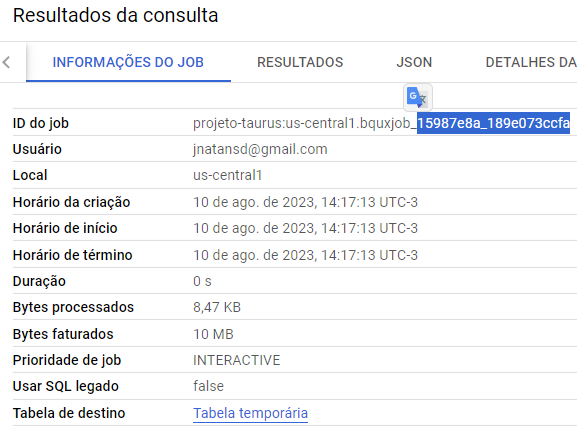 Resultados da consulta
INFORMAÇÕES DO JOB RESULTADOS JSON DETALHES DA
ID do job projeto-taurus:us-central1.bquxjob_15987e8a_189e073ccfa
Usuário jnatansd@gmail.com
Local us-central1
Horário da criação 10 de ago. de 2023, 14:17:13 UTC-3
Horário de início 10 de ago. de 2023, 14:17:13 UTC-3
Horário de término 10 de ago. de 2023, 14:17:13 UTC-3
Duração 0 s
Bytes processados 8,47 KB
Bytes faturados 10 MB
Prioridade de job INTERACTIVE
Usar SQL legado false
Tabela de destino Tabela temporária